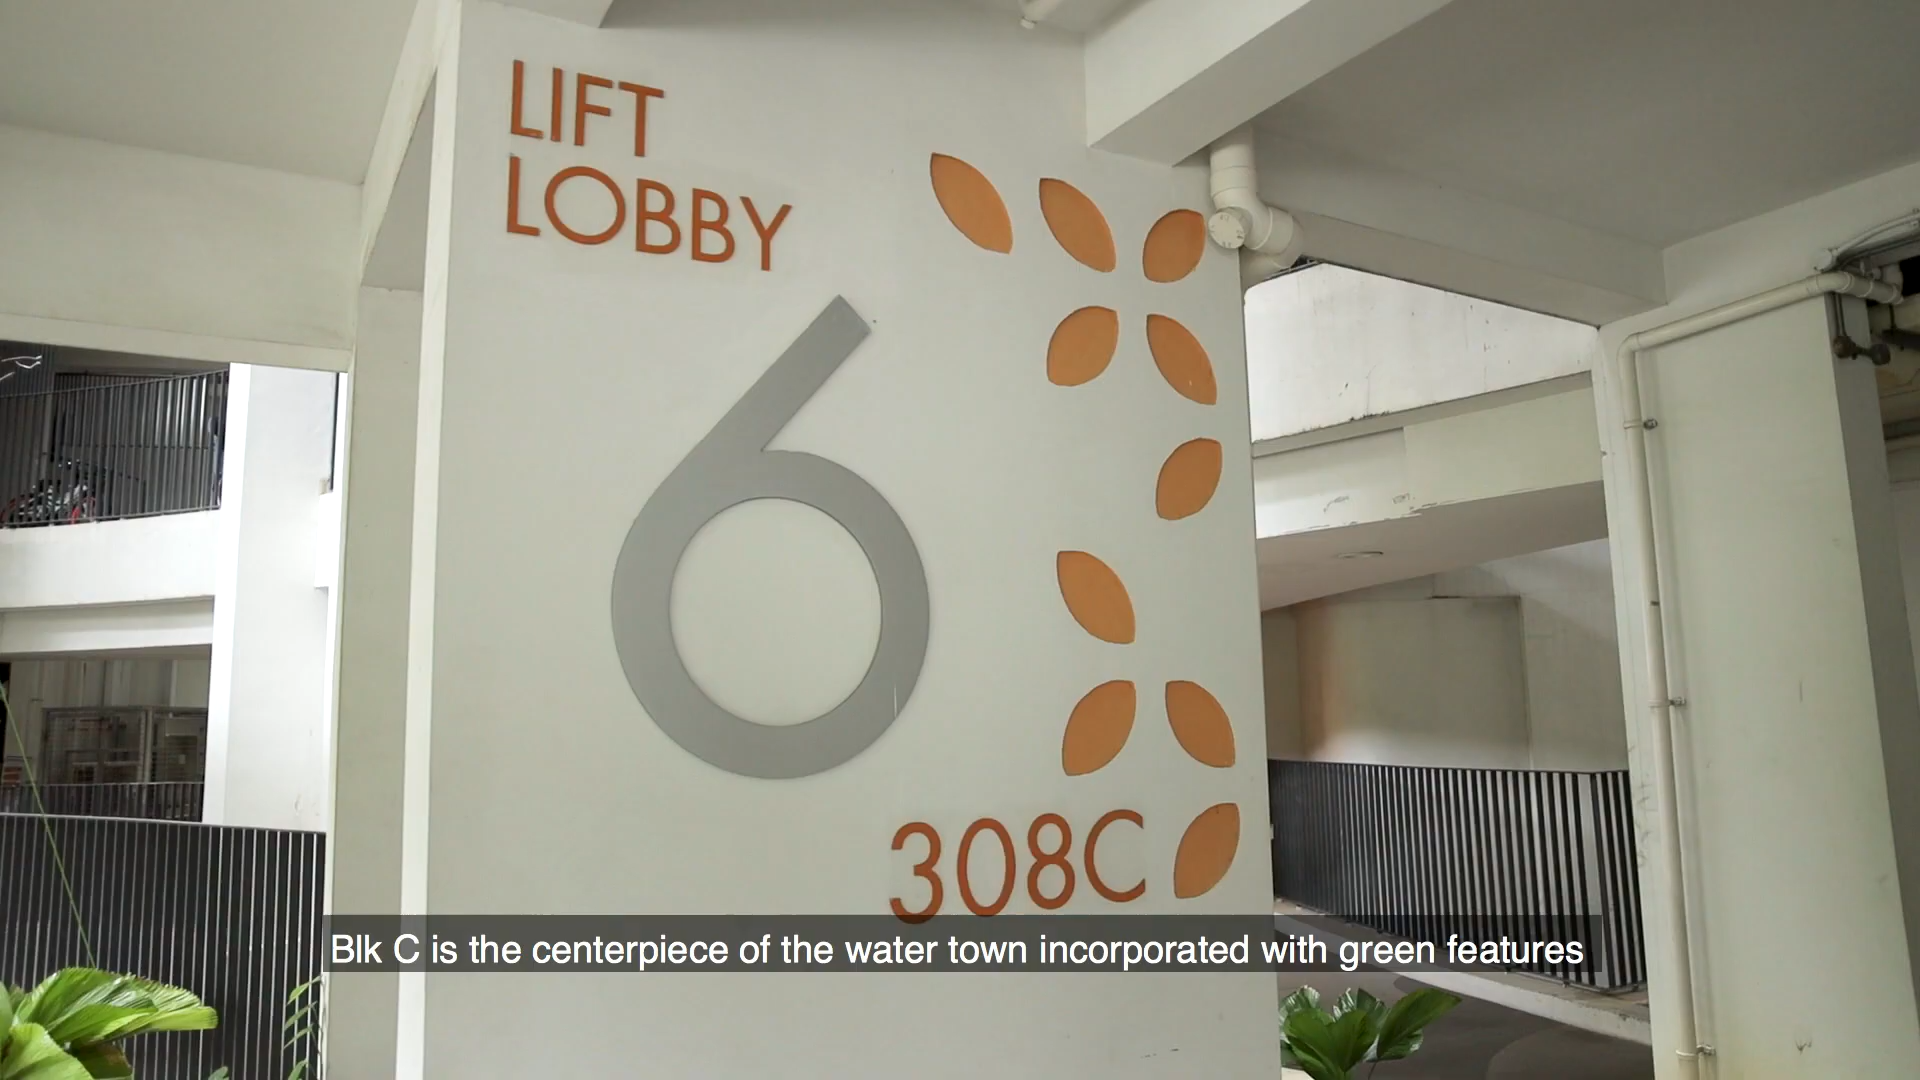 LIFT
LOBBY
6
308C
Blk C is the centerpiece of the water town incorporated with green features